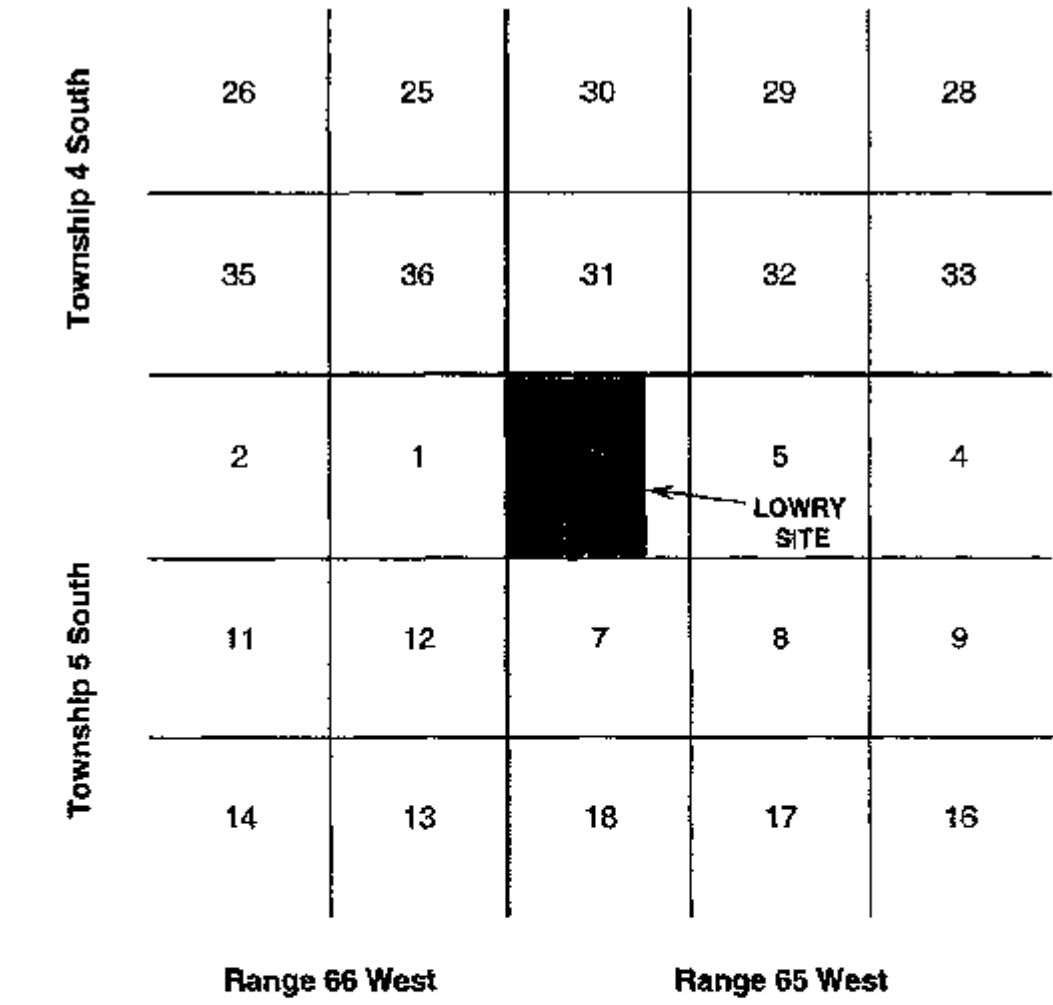 Township 4 South
26 25 30 29 28
35 36 31 32 33
Township 5 South
2 1 5 4
LOWRY
SITE
11 12 7 8 9
14 13 18 17 16
Range 66 West Range 65 West